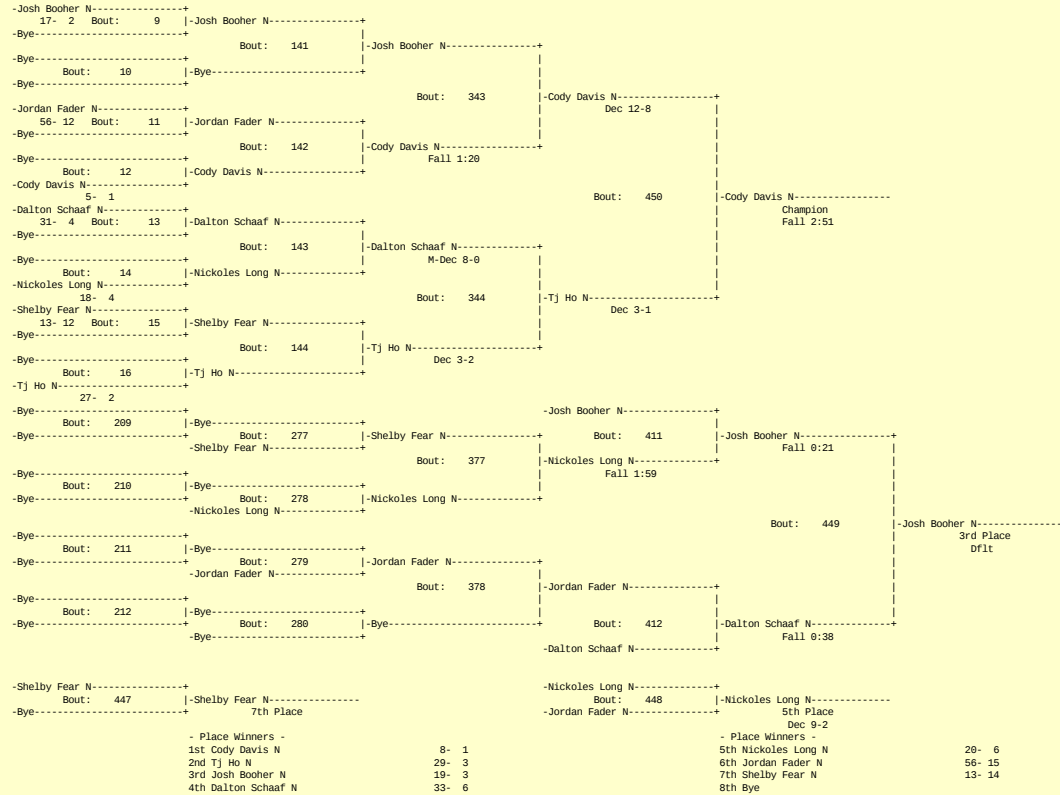 -Josh Booher N----------------+
17-  2   Bout:      9    |-Josh Booher N------------------+
-Bye--------------------------+                                |
                                        Bout:    141         |-Josh Booher N----------------+
-Bye--------------------------+                                |                              |
         Bout:     10    |-Bye--------------------------+                              |
-Bye--------------------------+                                                               |
                                                                      Bout:    343         |-Cody Davis N-----------------+
-Jordan Fader N---------------+                                                               |          Dec 12-8            |
56- 12   Bout:     11    |-Jordan Fader N---------------+                              |                              |
-Bye--------------------------+                                |                              |                              |
                                        Bout:    142         |-Cody Davis N-----------------+                              |
-Bye--------------------------+                                |          Fall 1:20                                          |
         Bout:     12    |-Cody Davis N-----------------+                                                             |
-Cody Davis N-----------------+                                                                                              |
            5-  1                                                                              Bout:    450         |-Cody Davis N-----------------
-Dalton Schaaf N--------------+                                                                                              |          Champion
31-  4   Bout:     13    |-Dalton Schaaf N--------------+                                                             |          Fall 2:51
-Bye--------------------------+                                |                                                             |
                                        Bout:    143         |-Dalton Schaaf N--------------+                              |
-Bye--------------------------+                                |          M-Dec 8-0           |                              |
         Bout:     14    |-Nickoles Long N--------------+                              |                              |
-Nickoles Long N--------------+                                                               |                              |
           18-  4                                                     Bout:    344         |-Tj Ho N----------------------+
-Shelby Fear N----------------+                                                               |          Dec 3-1
13- 12   Bout:     15    |-Shelby Fear N----------------+                              |
-Bye--------------------------+                                |                              |
                                        Bout:    144         |-Tj Ho N----------------------+
-Bye--------------------------+                                |          Dec 3-2
         Bout:     16    |-Tj Ho N----------------------+
-Tj Ho N----------------------+
           27-  2
-Bye--------------------------+                                                             -Josh Booher N----------------+
         Bout:    209    |-Bye--------------------------+
-Bye--------------------------+         Bout:    277         |-Shelby Fear N----------------+         Bout:    411         |-Josh Booher N----------------+
                               -Shelby Fear N----------------+                              |                              |          Fall 0:21           |
                                                                      Bout:    377         |-Nickoles Long N--------------+                              |
-Bye--------------------------+                                                               |          Fall 1:59                                          |
         Bout:    210    |-Bye--------------------------+                              |                                                             |
-Bye--------------------------+         Bout:    278         |-Nickoles Long N--------------+                                                             |
                               -Nickoles Long N--------------+                                                                                            |
                                                                                                                             Bout:    449         |-Josh Booher N----------------
-Bye--------------------------+                                                                                                                           |          3rd Place
         Bout:    211    |-Bye--------------------------+                                                                                          |          Dflt
-Bye--------------------------+         Bout:    279         |-Jordan Fader N---------------+                                                             |
                               -Jordan Fader N---------------+                              |
                                                                      Bout:    378         |-Jordan Fader N---------------+                              |
-Bye--------------------------+                                                               |                              |                              |
         Bout:    212    |-Bye--------------------------+                              |                              |                              |
-Bye--------------------------+         Bout:    280         |-Bye--------------------------+         Bout:    412         |-Dalton Schaaf N--------------+
                               -Bye--------------------------+                                                             |          Fall 0:38
                                                                                            -Dalton Schaaf N--------------+
-Shelby Fear N----------------+                                                             -Nickoles Long N--------------+
         Bout:    447    |-Shelby Fear N----------------                                       Bout:    448         |-Nickoles Long N--------------
-Bye--------------------------+          7th Place                                          -Jordan Fader N---------------+          5th Place
                                                                                                                                     Dec 9-2
- Place Winners -                                                                           - Place Winners -
1st Cody Davis N                           8-  1                                            5th Nickoles Long N                       20-  6
2nd Tj Ho N                               29-  3                                            6th Jordan Fader N                        56- 15
3rd Josh Booher N                         19-  3                                            7th Shelby Fear N                         13- 14
4th Dalton Schaaf N                       33-  6                                            8th Bye